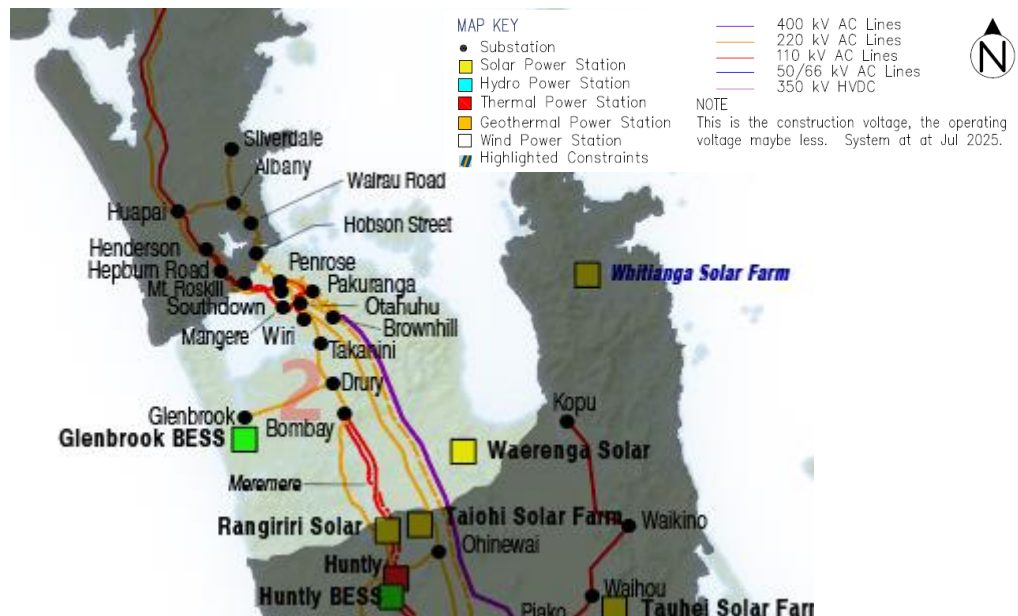 MAP KEY
Substation
Solar Power Station
Hydro Power Station
Thermal Power Station
Geothermal Power Station
Wind Power Station
Highlighted Constraints
400 kV AC Lines
220 kV AC Lines
110 kV AC Lines
50/66 kV AC Lines
350 kV HVDC
NOTE
This is the construction voltage, the operating
voltage maybe less. System at at Jul 2025.
N
Silverdale
Albany
Wairau Road
Huapai
Hobson Street
Henderson
Penrose
Hepburn Road
Whitianga Solar Farm
Mt Roskill
Pakuranga
Southdown
Otahuhu
Mangere
Wiri
Brownhill
Takanini
2
Drury
Kopu
Glenbrook
Bombay
Glenbrook BESS
Waerenga Solar
Meremere
Rangiriri Solar
Taiohi Solar Farm
Waikino
Ohinewai
Huntly
Huntly BESS
Waihou
Piako
Tauhei Solar Farm